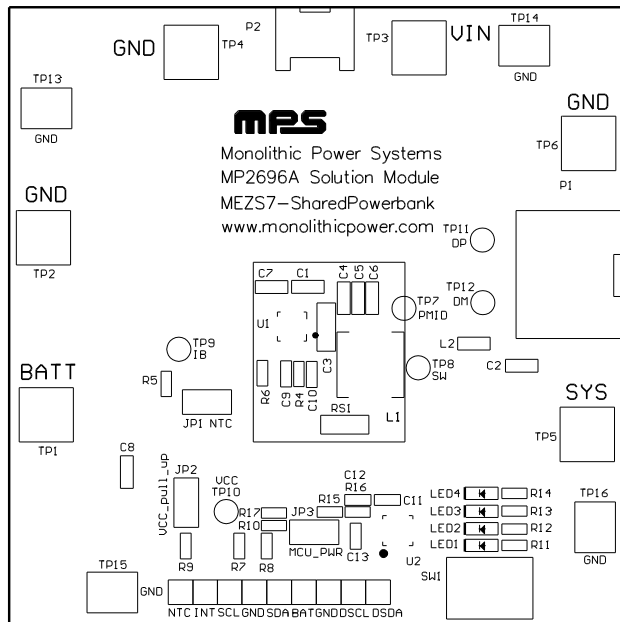 P2
TP14
GND
TP4
TP3
VIN
GND
TP13
GND
GND
TP6
P1
MPS
Monolithic Power Systems
MP2696A Solution Module
MEZS7-SharedPowerbank
www.monolithicpower.com
GND
TP2
TP11
DP
TP12
DM
C7
C1
C4
C5
C6
TP7
PMID
U1
TP9
IB
C3
L2
C2
TP8
SW
BATT
R5
R6
C9
R4
C10
RS1
L1
JP1 NTC
SYS
TP1
TP5
C8
JP2
VCC_pull_up
VCC
TP10
R17
R10
JP3
MCU_PWR
C12
R16
R15
C11
C13
U2
LED4
R14
LED3
R13
LED2
R12
LED1
R11
TP16
GND
R9
R7
R8
SW1
TP15
GND
NTC INT SCL GND SDA BAT GND DSCL DSDA